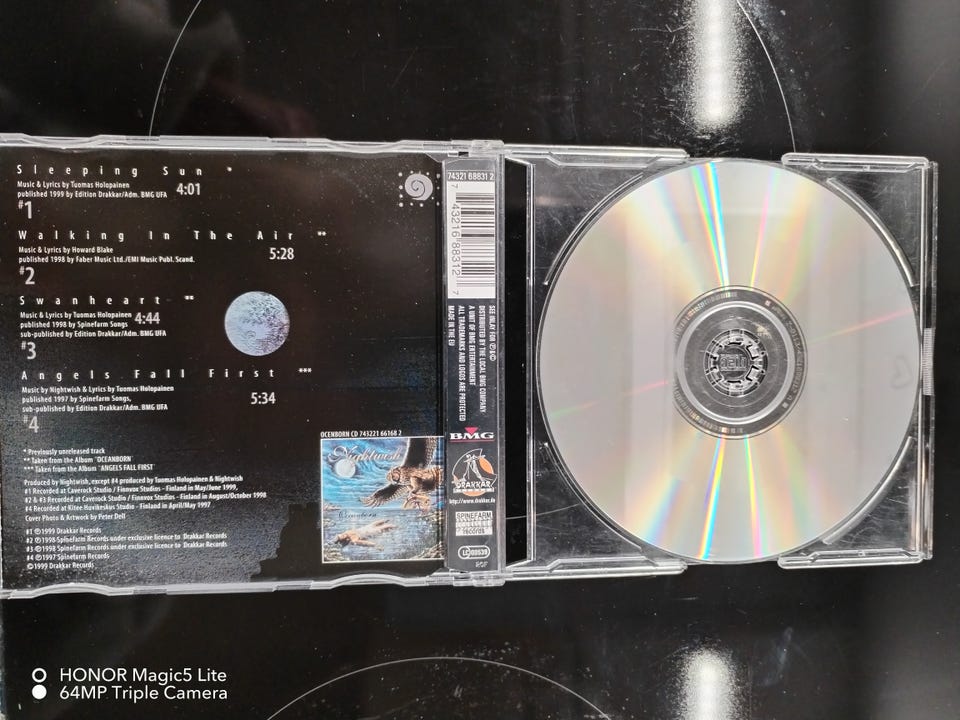 Sleeping Sun *
Music & Lyrics by Tuomas Holopainen 4:01
published 1999 by Edition Drakkar/Adm. BMG UFA
#1
Walking In The Air **
Music & Lyrics by Howard Blake 5:28
published 1998 by Faber Music Ltd./EMI Music Publ. Scand.
#2
Swanheart **
Music & Lyrics by Tuomas Holopainen 4:44
published 1998 by Spinefarm Songs
sub-published by Edition Drakkar/Adm. BMG UFA
#3
Angels Fall First ***
Music by Nightwish & Lyrics by Tuomas Holopainen
published 1997 by Spinefarm Songs, 5:34
sub-published by Edition Drakkar/Adm. BMG UFA
#4
* Previously unreleased track
** Taken from the Album "OCEANBORN"
*** Taken from the Album "ANGELS FALL FIRST"
Produced by Nightwish, except #4 produced by Tuomas Holopainen & Nightwish
#1 Recorded at Caverock Studio / Finnvox Studios - Finland in May/June 1999,
#2 & #3 Recorded at Caverock Studio / Finnvox Studios - Finland in August/October 1998
#4 Recorded at Kitee Huvikeskus Studio - Finland in April/May 1997
Cover Photo & Artwork by Peter Dell
#1 ℗1999 Drakkar Records
#2 ℗1998 Spinefarm Records under exclusive licence to Drakkar Records
#3 ℗1998 Spinefarm Records under exclusive licence to Drakkar Records
#4 ℗1997 Spinefarm Records
©1999 Drakkar Records
OCENBORN CD 743221 66168 2
Nightwish
Oceanborn
74321 68831 2
7 43216 88312 7
SEE INLAY FOR ℗ & ©
DISTRIBUTED BY THE LOCAL BMG COMPANY
A UNIT OF BMG ENTERTAINMENT
ALL TRADEMARKS AND LOGOS ARE PROTECTED
MADE IN THE EU
BMG
DRAKKAR
http://www.drakkar.de
SPINEFARM
records
LC 09539
HONOR Magic5 Lite
64MP Triple Camera